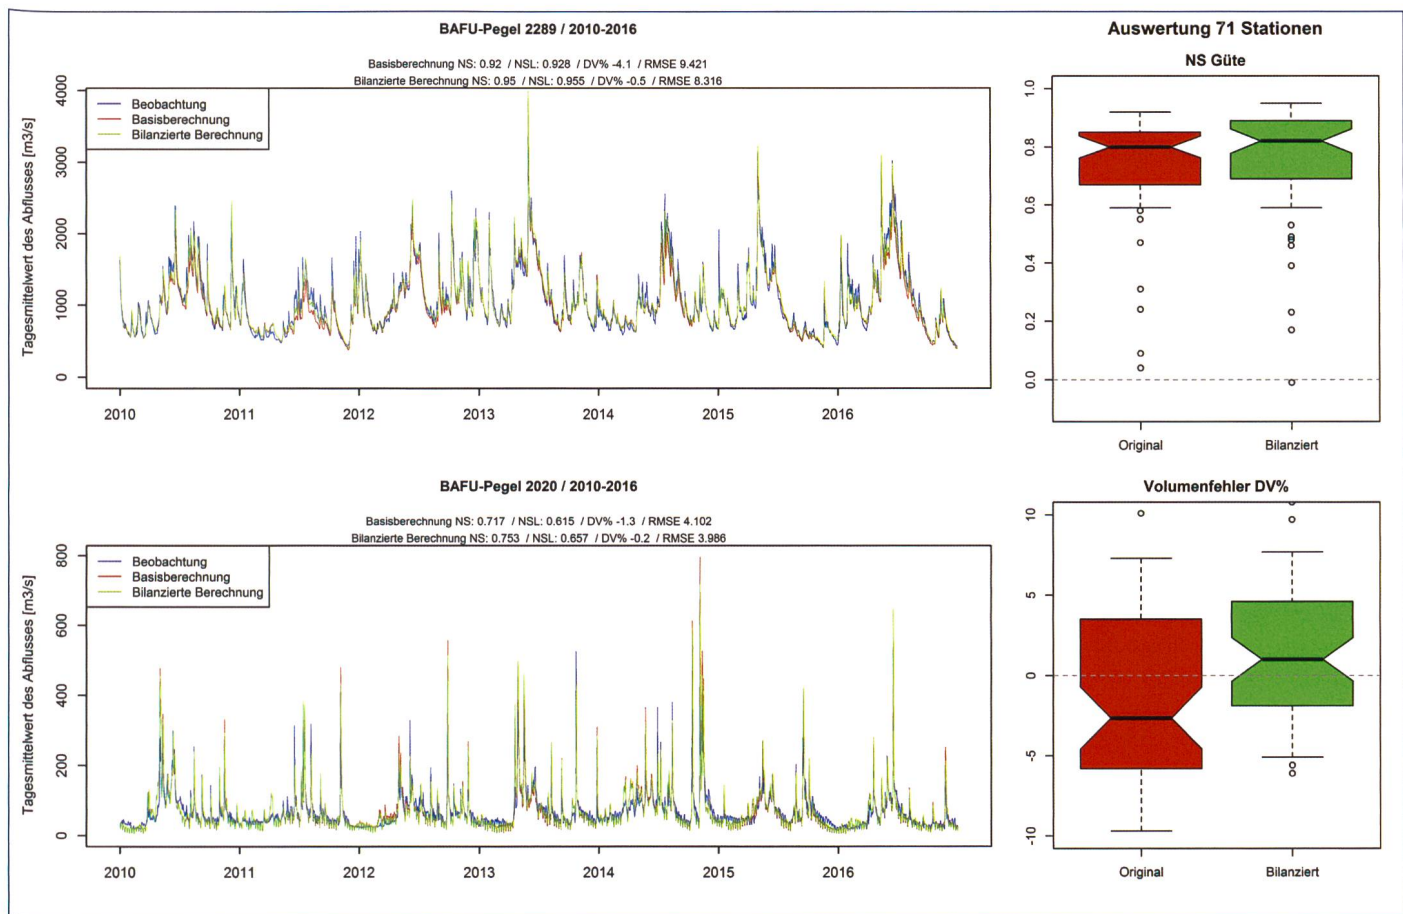 BAFU-Pegel 2289 / 2010-2016
Basisberechnung NS: 0.92 / NSL: 0.928 / DV% -4.1 / RMSE 9.421
Bilanzierte Berechnung NS: 0.95 / NSL: 0.955 / DV% -0.5 / RMSE 8.316
Tagesmittelwert des Abflusses [m3/s]
4000
3000
2000
1000
0
Beobachtung
Basisberechnung
Bilanzierte Berechnung
2010 2011 2012 2013 2014 2015 2016
Auswertung 71 Stationen
NS Güte
1.0
0.8
0.6
0.4
0.2
0.0
Original Bilanziert
BAFU-Pegel 2020 / 2010-2016
Basisberechnung NS: 0.717 / NSL: 0.615 / DV% -1.3 / RMSE 4.102
Bilanzierte Berechnung NS: 0.753 / NSL: 0.657 / DV% -0.2 / RMSE 3.986
Tagesmittelwert des Abflusses [m3/s]
800
600
400
200
0
Beobachtung
Basisberechnung
Bilanzierte Berechnung
2010 2011 2012 2013 2014 2015 2016
Volumenfehler DV%
10
5
0
-5
-10
Original Bilanziert